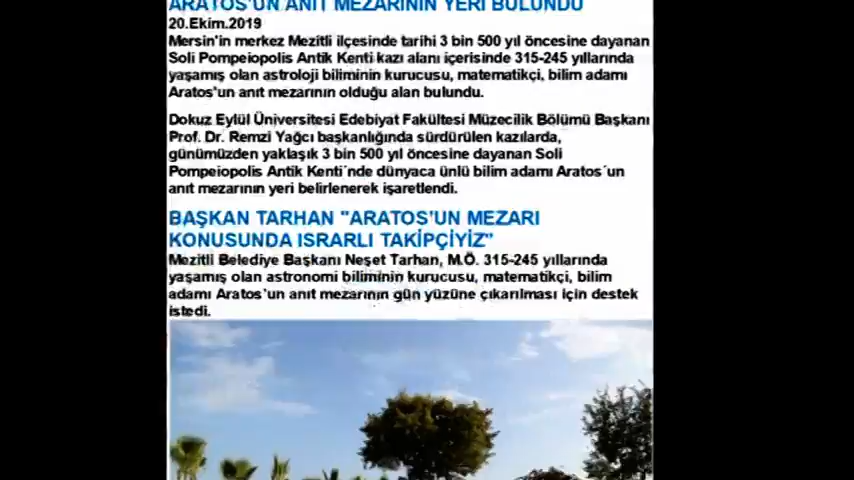 ARATOS'UN ANIT MEZARININ YERİ BULUNDU
20.Ekim.2019
Mersin'in merkez Mezitli ilçesinde tarihi 3 bin 500 yıl öncesine dayanan
Soli Pompeiopolis Antik Kenti kazı alanı içerisinde 315-245 yıllarında
yaşamış olan astroloji biliminin kurucusu, matematikçi, bilim adamı
Aratos'un anıt mezarının olduğu alan bulundu.
Dokuz Eylül Üniversitesi Edebiyat Fakültesi Müzecilik Bölümü Başkanı
Prof. Dr. Remzi Yağcı başkanlığında sürdürülen kazılarda,
günümüzden yaklaşık 3 bin 500 yıl öncesine dayanan Soli
Pompeiopolis Antik Kenti´nde dünyaca ünlü bilim adamı Aratos´un
anıt mezarının yeri belirlenerek işaretlendi.
BAŞKAN TARHAN "ARATOS'UN MEZARI
KONUSUNDA ISRARLI TAKİPÇİYİZ"
Mezitli Belediye Başkanı Neşet Tarhan, M.Ö. 315-245 yıllarında
yaşamış olan astronomi biliminin kurucusu, matematikçi, bilim
adamı Aratos'un anıt mezarının gün yüzüne çıkarılması için destek
istedi.